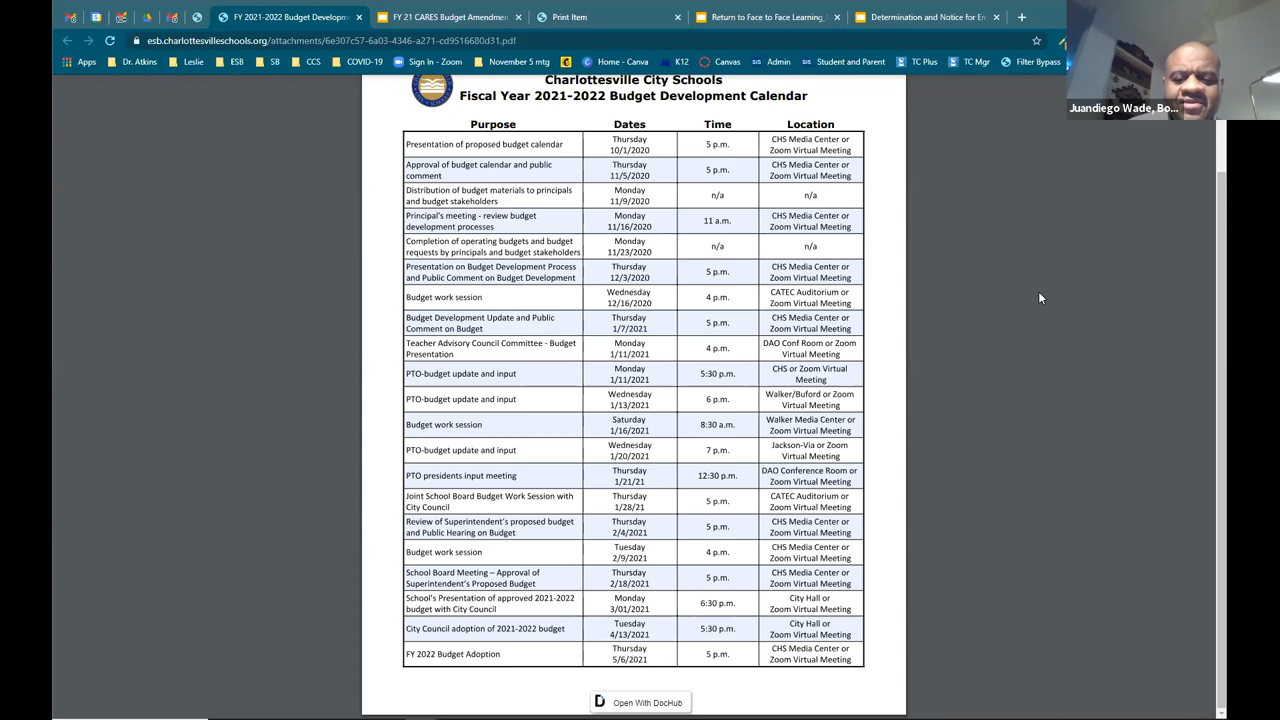 FY 2021-2022 Budget Developm
FY 21 CARES Budget Amendmen
Print Item
Return to Face to Face Learning_
Determination and Notice for Em
esb.charlottesvilleschools.org/attachments/6e307c57-6a03-4346-a271-cd9516680d31.pdf
Apps
Dr. Atkins
Leslie
ESB
SB
CCS
COVID-19
Sign In - Zoom
November 5 mtg
Home - Canva
K12
Canvas
SIS Admin
SIS Student and Parent
TC Plus
TC Mgr
Filter Bypass
Juandiego Wade, Bo...
Charlottesville City Schools
Fiscal Year 2021-2022 Budget Development Calendar
Purpose Dates Time Location
Presentation of proposed budget calendar
Thursday
10/1/2020
5 p.m.
CHS Media Center or
Zoom Virtual Meeting
Approval of budget calendar and public
comment
Thursday
11/5/2020
5 p.m.
CHS Media Center or
Zoom Virtual Meeting
Distribution of budget materials to principals
and budget stakeholders
Monday
11/9/2020
n/a
n/a
Principal's meeting - review budget
development processes
Monday
11/16/2020
11 a.m.
CHS Media Center or
Zoom Virtual Meeting
Completion of operating budgets and budget
requests by principals and budget stakeholders
Monday
11/23/2020
n/a
n/a
Presentation on Budget Development Process
and Public Comment on Budget Development
Thursday
12/3/2020
5 p.m.
CHS Media Center or
Zoom Virtual Meeting
Budget work session
Wednesday
12/16/2020
4 p.m.
CATEC Auditorium or
Zoom Virtual Meeting
Budget Development Update and Public
Comment on Budget
Thursday
1/7/2021
5 p.m.
CHS Media Center or
Zoom Virtual Meeting
Teacher Advisory Council Committee - Budget
Presentation
Monday
1/11/2021
4 p.m.
DAO Conf Room or Zoom
Virtual Meeting
PTO-budget update and input
Monday
1/11/2021
5:30 p.m.
CHS or Zoom Virtual
Meeting
PTO-budget update and input
Wednesday
1/13/2021
6 p.m.
Walker/Buford or Zoom
Virtual Meeting
Budget work session
Saturday
1/16/2021
8:30 a.m.
Walker Media Center or
Zoom Virtual Meeting
PTO-budget update and input
Wednesday
1/20/2021
7 p.m.
Jackson-Via or Zoom
Virtual Meeting
PTO presidents input meeting
Thursday
1/21/21
12:30 p.m.
DAO Conference Room or
Zoom Virtual Meeting
Joint School Board Budget Work Session with
City Council
Thursday
1/28/21
5 p.m.
CATEC Auditorium or
Zoom Virtual Meeting
Review of Superintendent's proposed budget
and Public Hearing on Budget
Thursday
2/4/2021
5 p.m.
CHS Media Center or
Zoom Virtual Meeting
Budget work session
Tuesday
2/9/2021
4 p.m.
CHS Media Center or
Zoom Virtual Meeting
School Board Meeting – Approval of
Superintendent's Proposed Budget
Thursday
2/18/2021
5 p.m.
CHS Media Center or
Zoom Virtual Meeting
School's Presentation of approved 2021-2022
budget with City Council
Monday
3/01/2021
6:30 p.m.
City Hall or
Zoom Virtual Meeting
City Council adoption of 2021-2022 budget
Tuesday
4/13/2021
5:30 p.m.
City Hall or
Zoom Virtual Meeting
FY 2022 Budget Adoption
Thursday
5/6/2021
5 p.m.
CHS Media Center or
Zoom Virtual Meeting
Open With DocHub